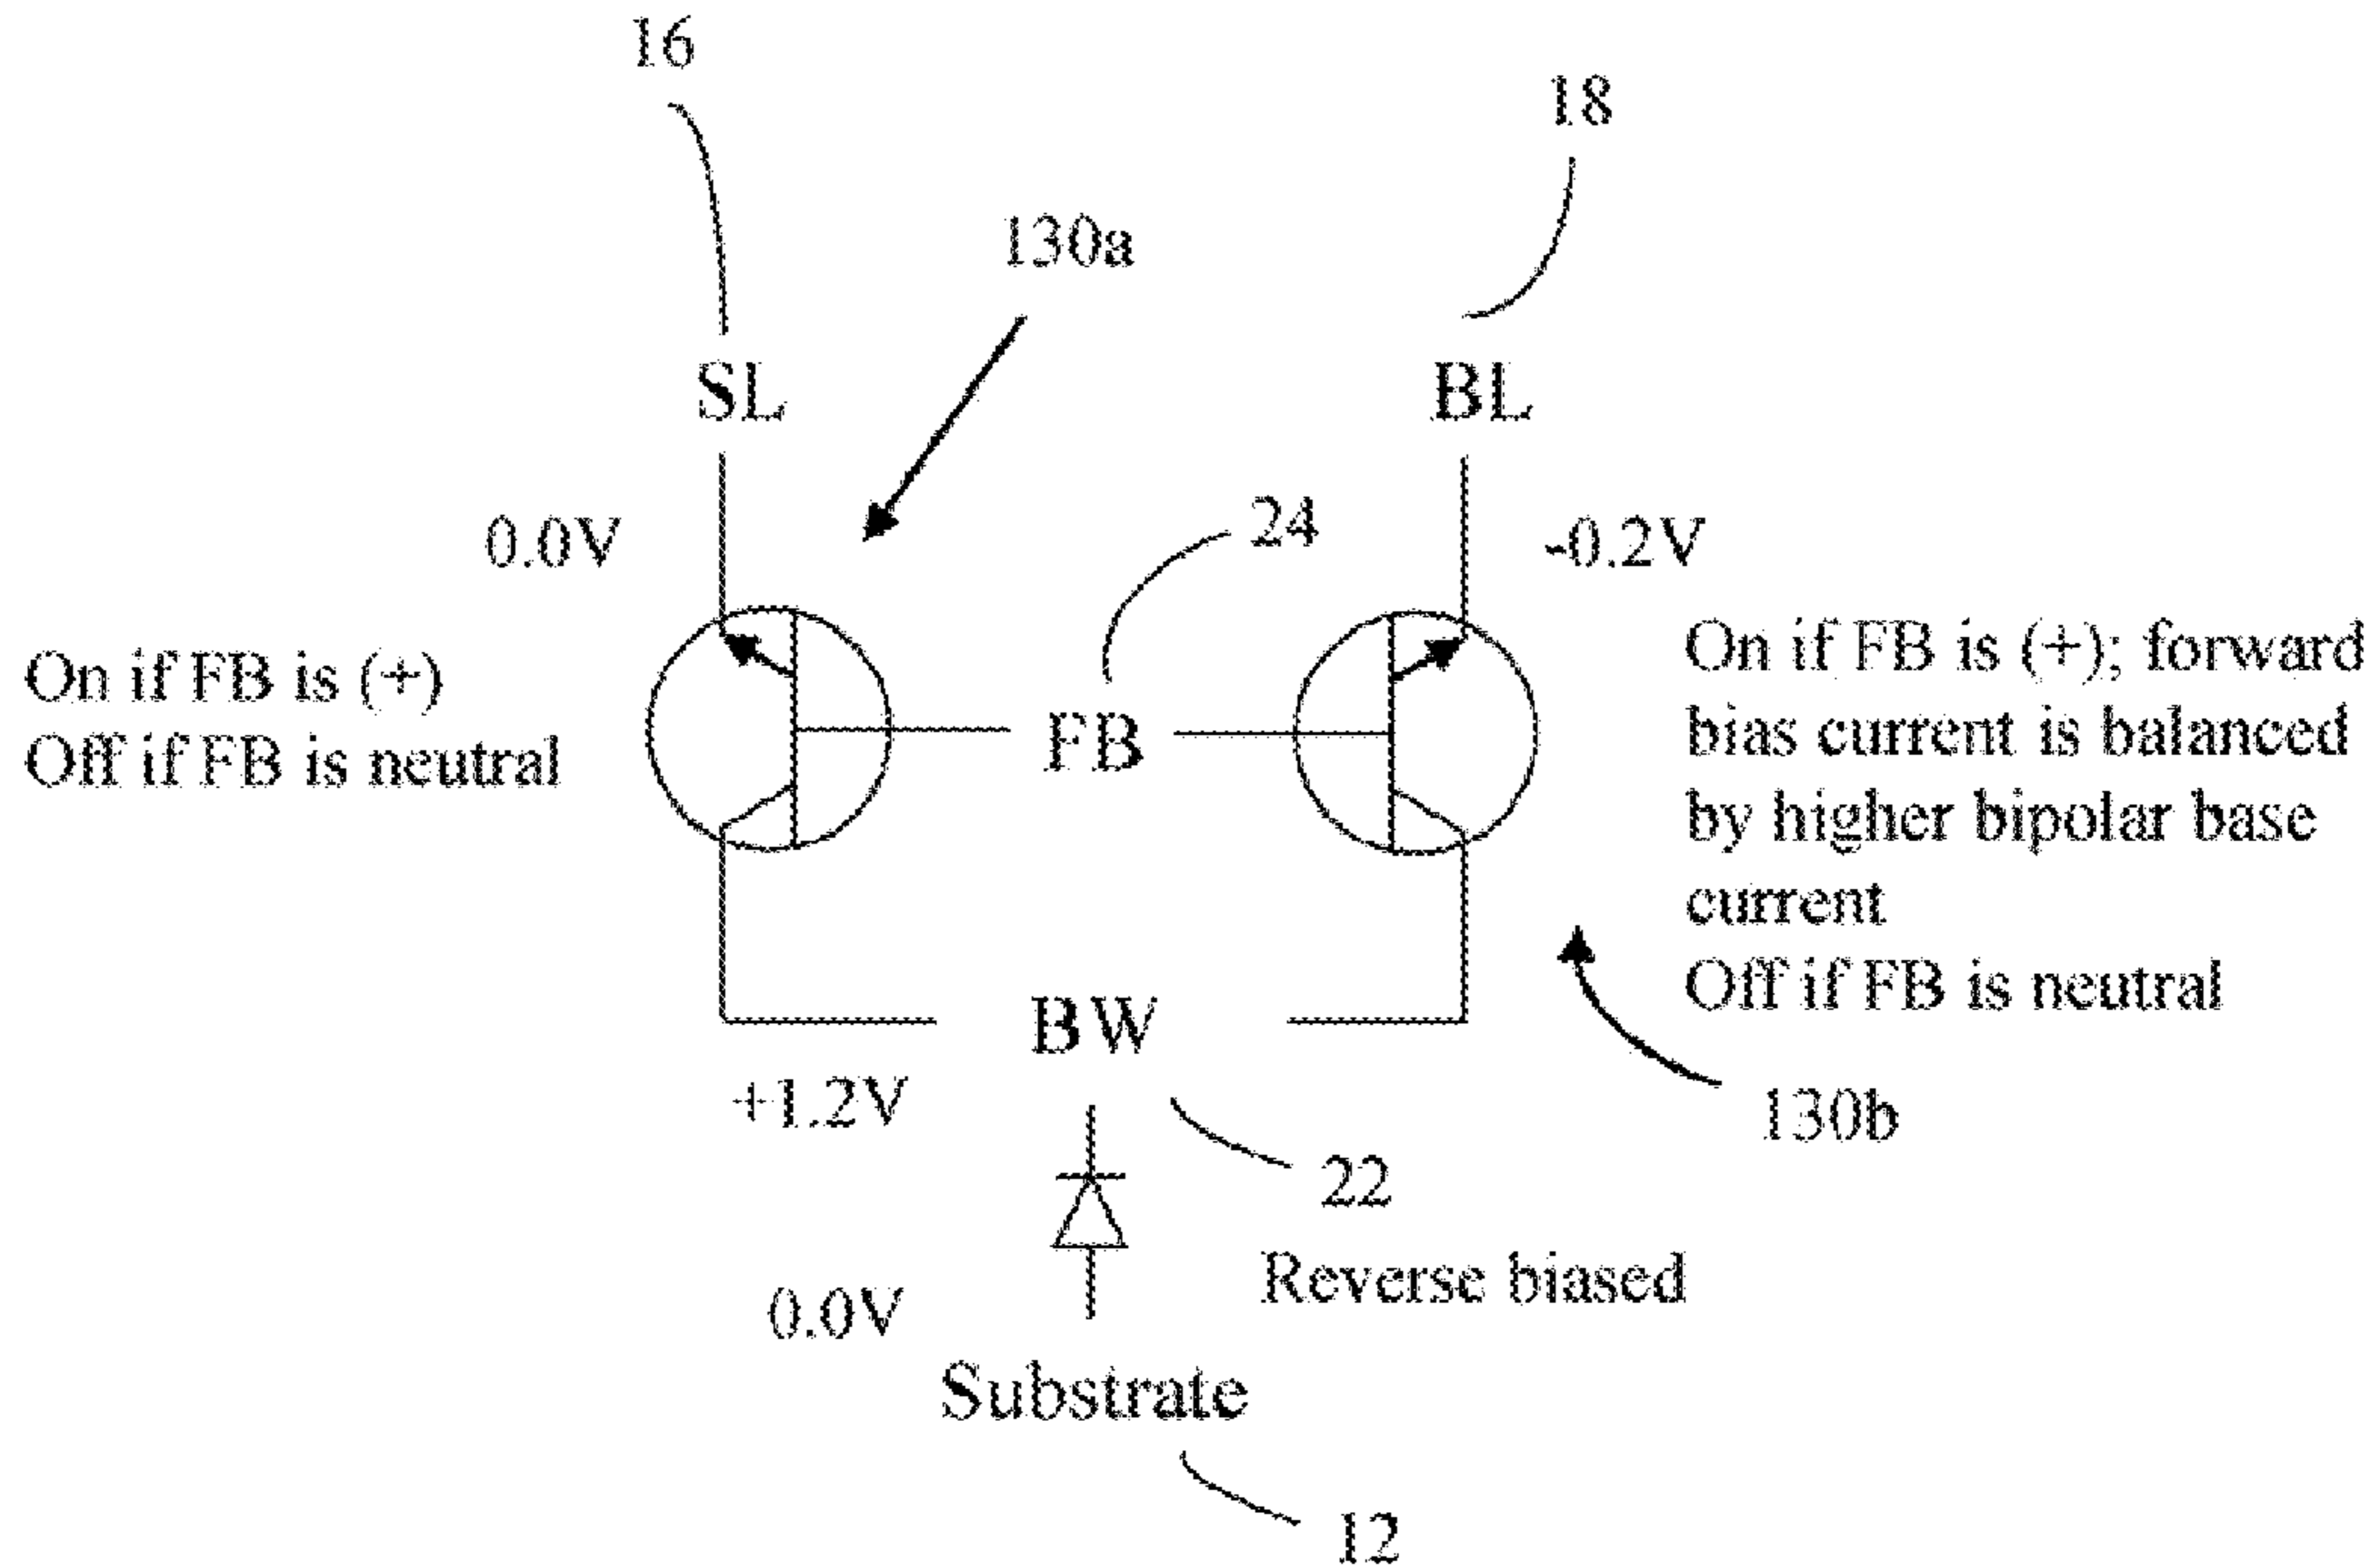 16
18
130a
SL
BL
0.0V
24
-0.2V
On if FB is (+)
Off if FB is neutral
FB
On if FB is (+); forward
bias current is balanced
by higher bipolar base
current
Off if FB is neutral
BW
+1.2V
130b
22
Reverse biased
0.0V
Substrate
12